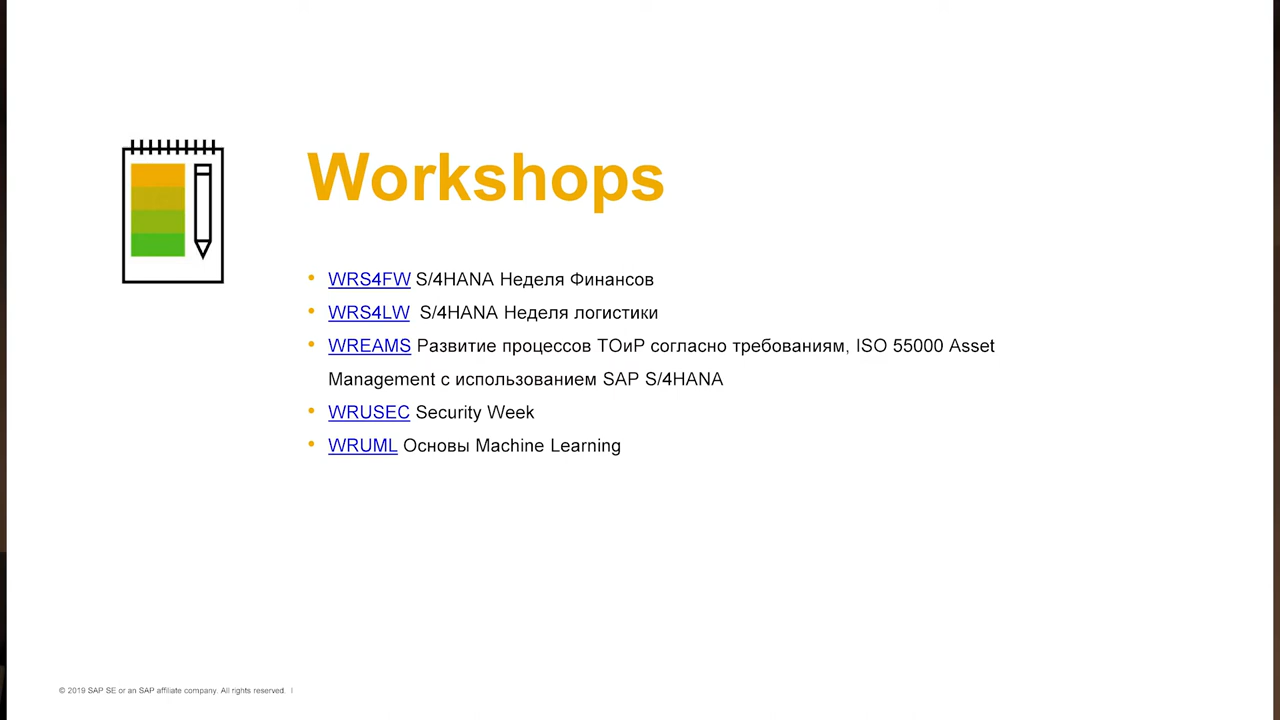 Workshops
• WRS4FW S/4HANA Неделя Финансов
• WRS4LW S/4HANA Неделя логистики
• WREAMS Развитие процессов ТОиР согласно требованиям, ISO 55000 Asset
Management с использованием SAP S/4HANA
• WRUSEC Security Week
• WRUML Основы Machine Learning
© 2019 SAP SE or an SAP affiliate company. All rights reserved. |